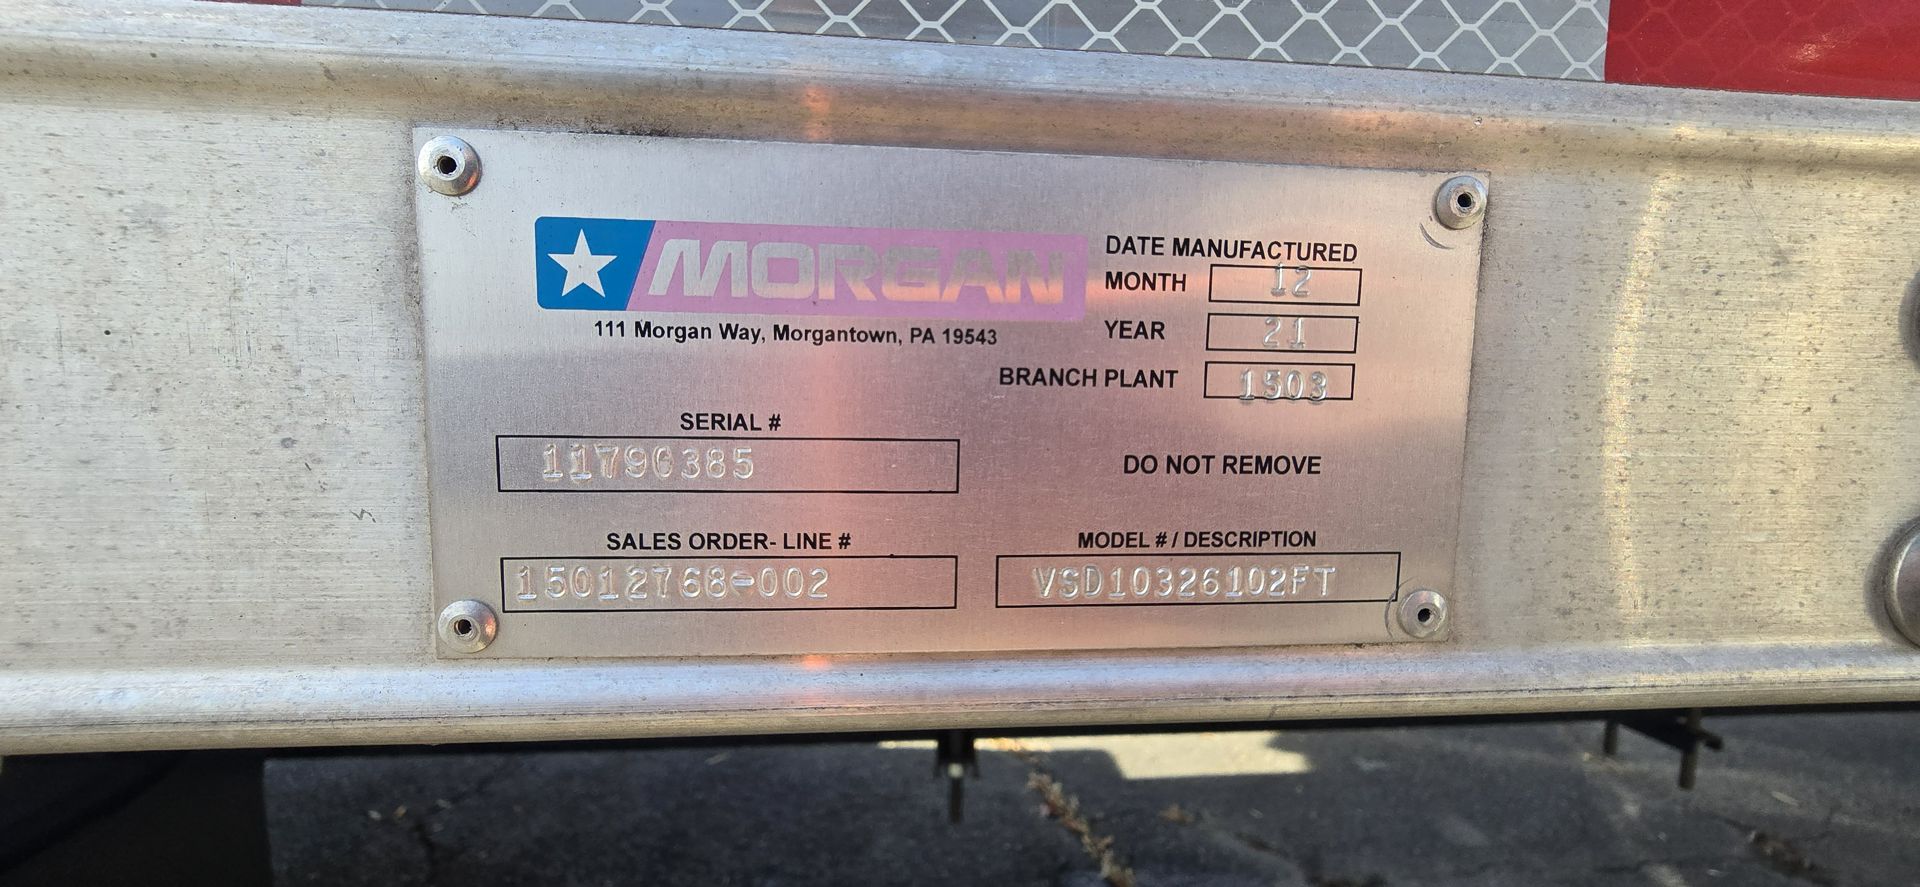 MORGAN
111 Morgan Way, Morgantown, PA 19543
DATE MANUFACTURED
MONTH 12
YEAR 21
BRANCH PLANT 1503
SERIAL #
11796385
DO NOT REMOVE
SALES ORDER- LINE #
15012768-002
MODEL # / DESCRIPTION
VSD10326102FT